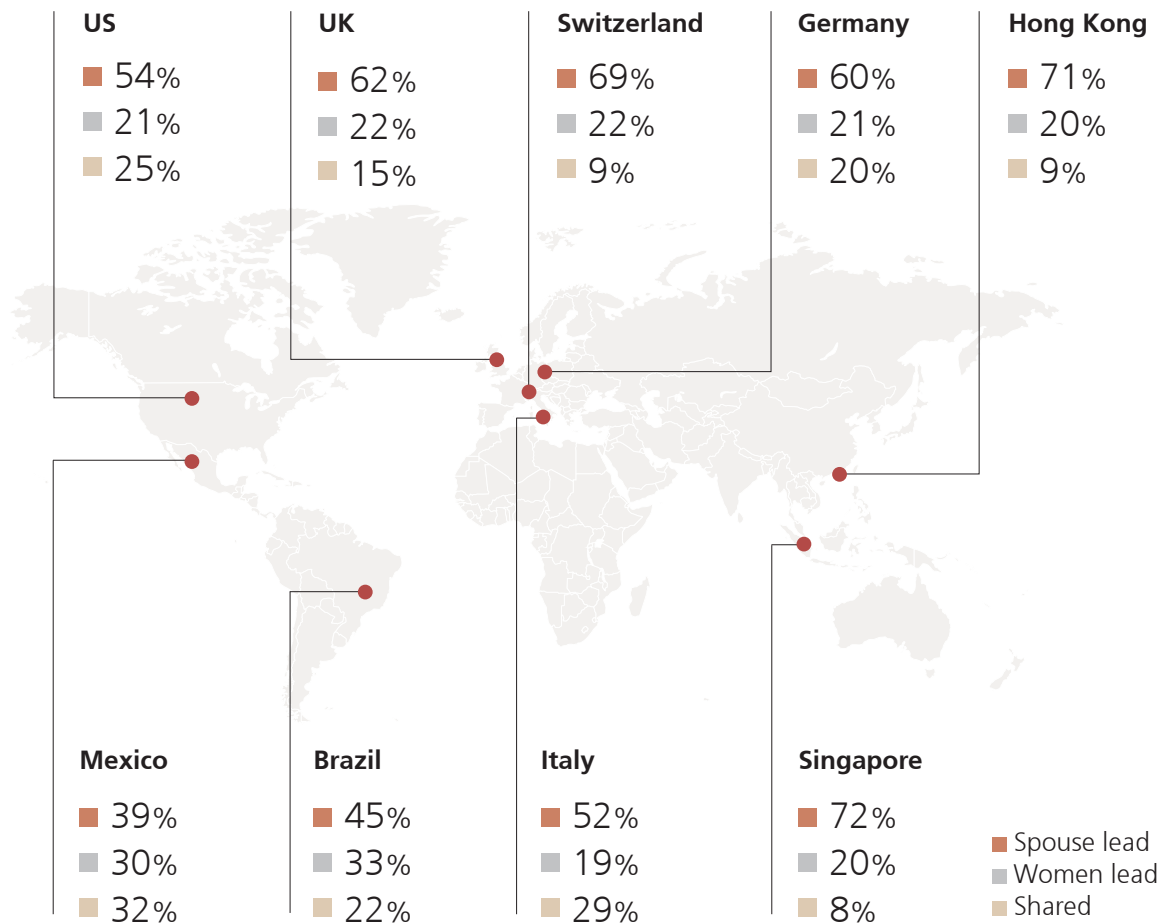 US
54%
21%
25%
UK
62%
22%
15%
Switzerland
69%
22%
9%
Germany
60%
21%
20%
Hong Kong
71%
20%
9%
Mexico
39%
30%
32%
Brazil
45%
33%
22%
Italy
52%
19%
29%
Singapore
72%
20%
8%
Spouse lead
Women lead
Shared